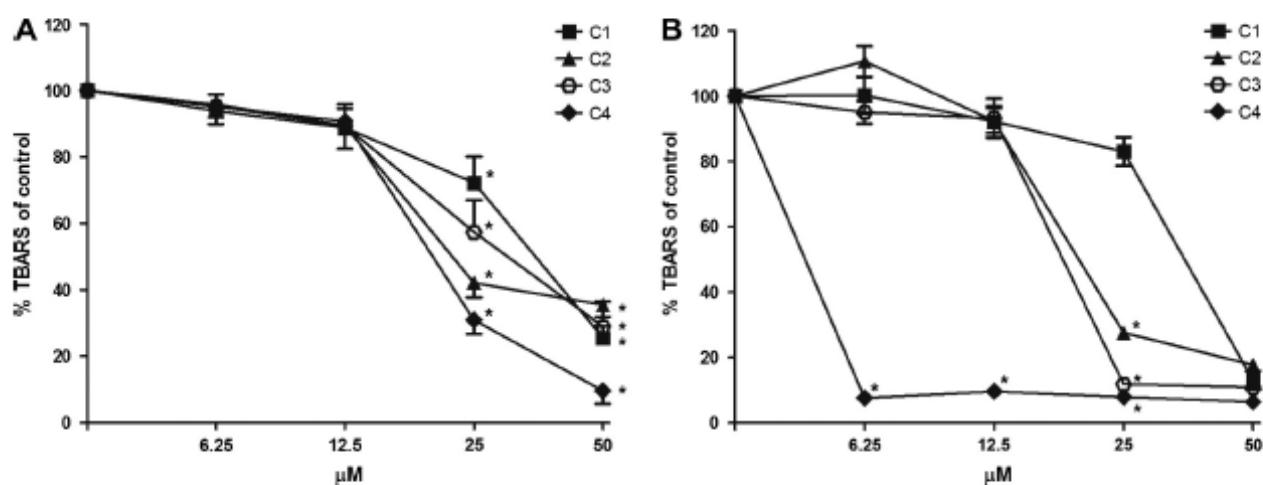 A
% TBARS of control
120
100
80
60
40
20
0
6.25 12.5 25 50
µM
C1
C2
C3
C4
* * * *
* * * *
B
% TBARS of control
120
100
80
60
40
20
0
6.25 12.5 25 50
µM
C1
C2
C3
C4
* * * * *